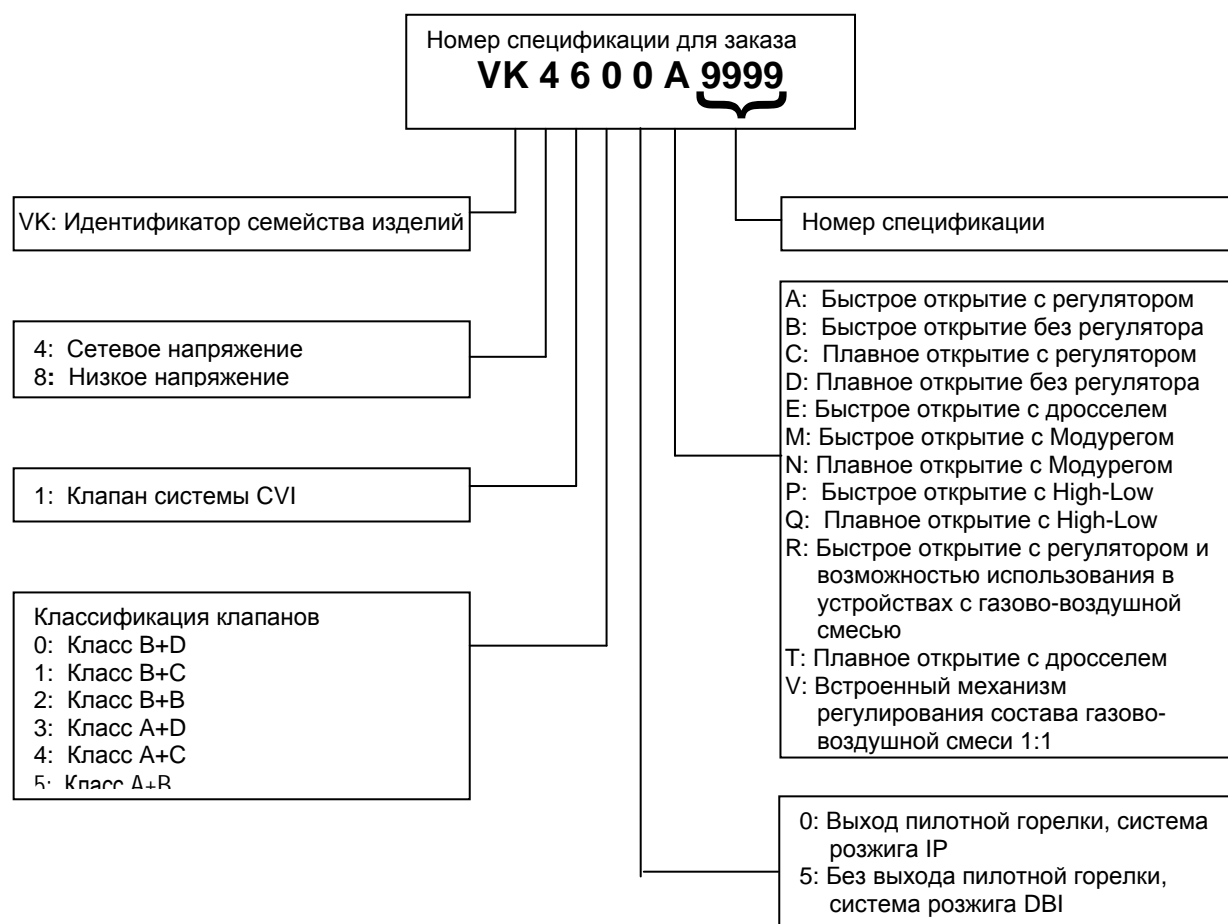 Номер спецификации для заказа
VK 4 6 0 0 A 9999
VK: Идентификатор семейства изделий
4: Сетевое напряжение
8: Низкое напряжение
1: Клапан системы CVI
Классификация клапанов
0: Класс B+D
1: Класс B+C
2: Класс B+B
3: Класс A+D
4: Класс A+C
5: Класс A+B
Номер спецификации
A: Быстрое открытие с регулятором
B: Быстрое открытие без регулятора
C: Плавное открытие с регулятором
D: Плавное открытие без регулятора
E: Быстрое открытие с дросселем
M: Быстрое открытие с Модурегом
N: Плавное открытие с Модурегом
P: Быстрое открытие с High-Low
Q: Плавное открытие с High-Low
R: Быстрое открытие с регулятором и
возможностью использования в
устройствах с газово-воздушной
смесью
T: Плавное открытие с дросселем
V: Встроенный механизм
регулирования состава газово-
воздушной смеси 1:1
0: Выход пилотной горелки, система
розжига IP
5: Без выхода пилотной горелки,
система розжига DBI